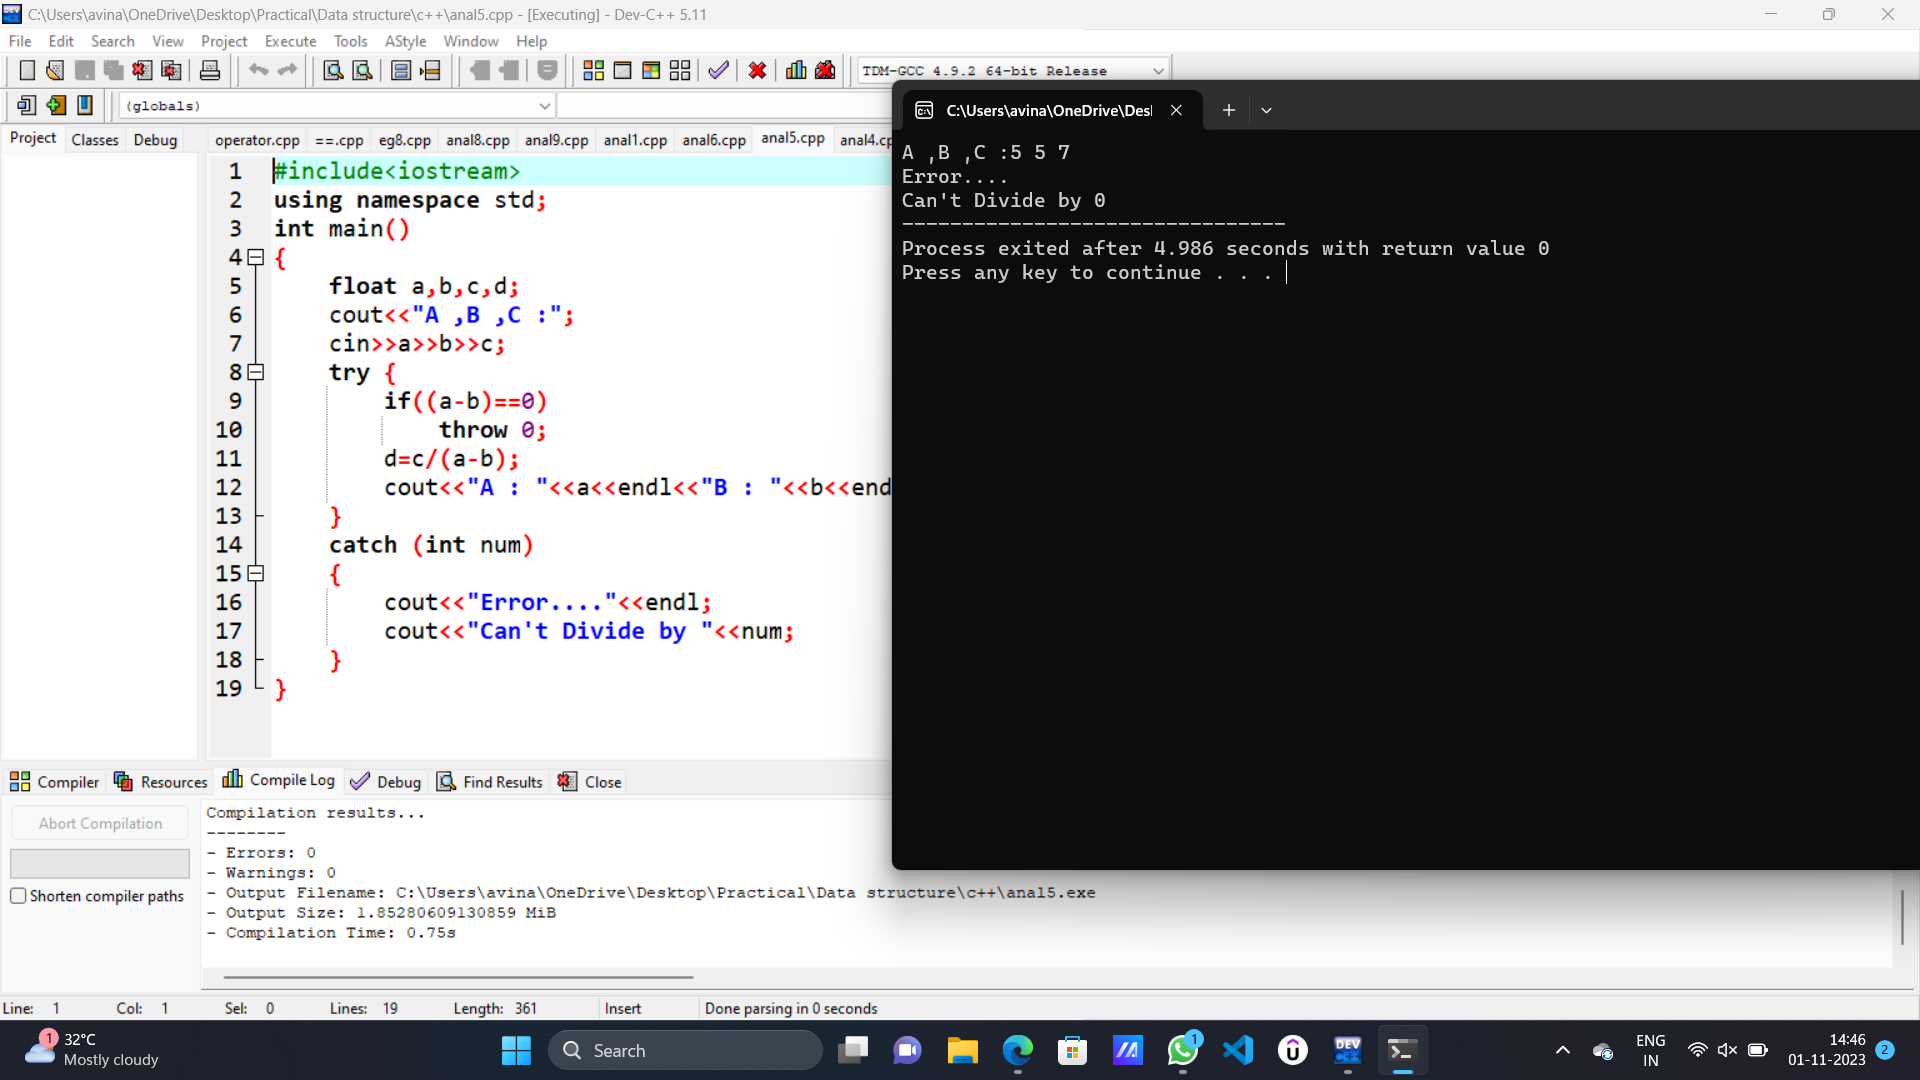 C:\Users\avina\OneDrive\Desktop\Practical\Data structure\c++\anal5.cpp - [Executing] - Dev-C++ 5.11
File Edit Search View Project Execute Tools AStyle Window Help
TDM-GCC 4.9.2 64-bit Release
(globals)
Project Classes Debug
operator.cpp ==.cpp eg8.cpp anal8.cpp anal9.cpp anal1.cpp anal6.cpp anal5.cpp anal4.c
1 #include<iostream>
2 using namespace std;
3 int main()
4 {
5 float a,b,c,d;
6 cout<<"A ,B ,C :";
7 cin>>a>>b>>c;
8 try {
9 if((a-b)==0)
10 throw 0;
11 d=c/(a-b);
12 cout<<"A : "<<a<<endl<<"B : "<<b<<end
13 }
14 catch (int num)
15 {
16 cout<<"Error...."<<endl;
17 cout<<"Can't Divide by "<<num;
18 }
19 }
C:\Users\avina\OneDrive\Des
A ,B ,C :5 5 7
Error....
Can't Divide by 0
--------------------------------
Process exited after 4.986 seconds with return value 0
Press any key to continue . . .
Compiler Resources Compile Log Debug Find Results Close
Abort Compilation
Shorten compiler paths
Compilation results...
--------
- Errors: 0
- Warnings: 0
- Output Filename: C:\Users\avina\OneDrive\Desktop\Practical\Data structure\c++\anal5.exe
- Output Size: 1.85280609130859 MiB
- Compilation Time: 0.75s
Line: 1 Col: 1 Sel: 0 Lines: 19 Length: 361 Insert Done parsing in 0 seconds
1 32°C
Mostly cloudy
Search
1
DEV
C++
ENG
IN
14:46
01-11-2023
2